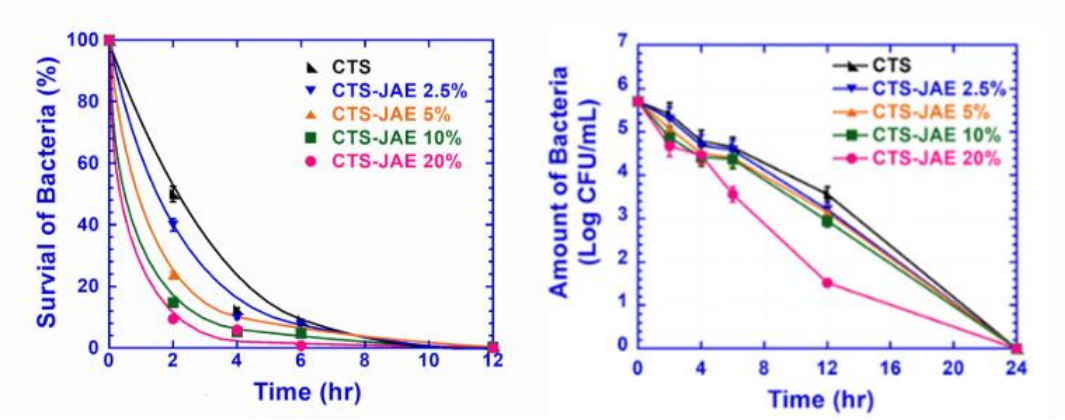 100
80
60
40
20
0
Survial of Bacteria (%)
CTS
CTS-JAE 2.5%
CTS-JAE 5%
CTS-JAE 10%
CTS-JAE 20%
0 2 4 6 8 10 12
Time (hr)
7
6
5
4
3
2
1
0
Amount of Bacteria
(Log CFU/mL)
CTS
CTS-JAE 2.5%
CTS-JAE 5%
CTS-JAE 10%
CTS-JAE 20%
0 4 8 12 16 20 24
Time (hr)